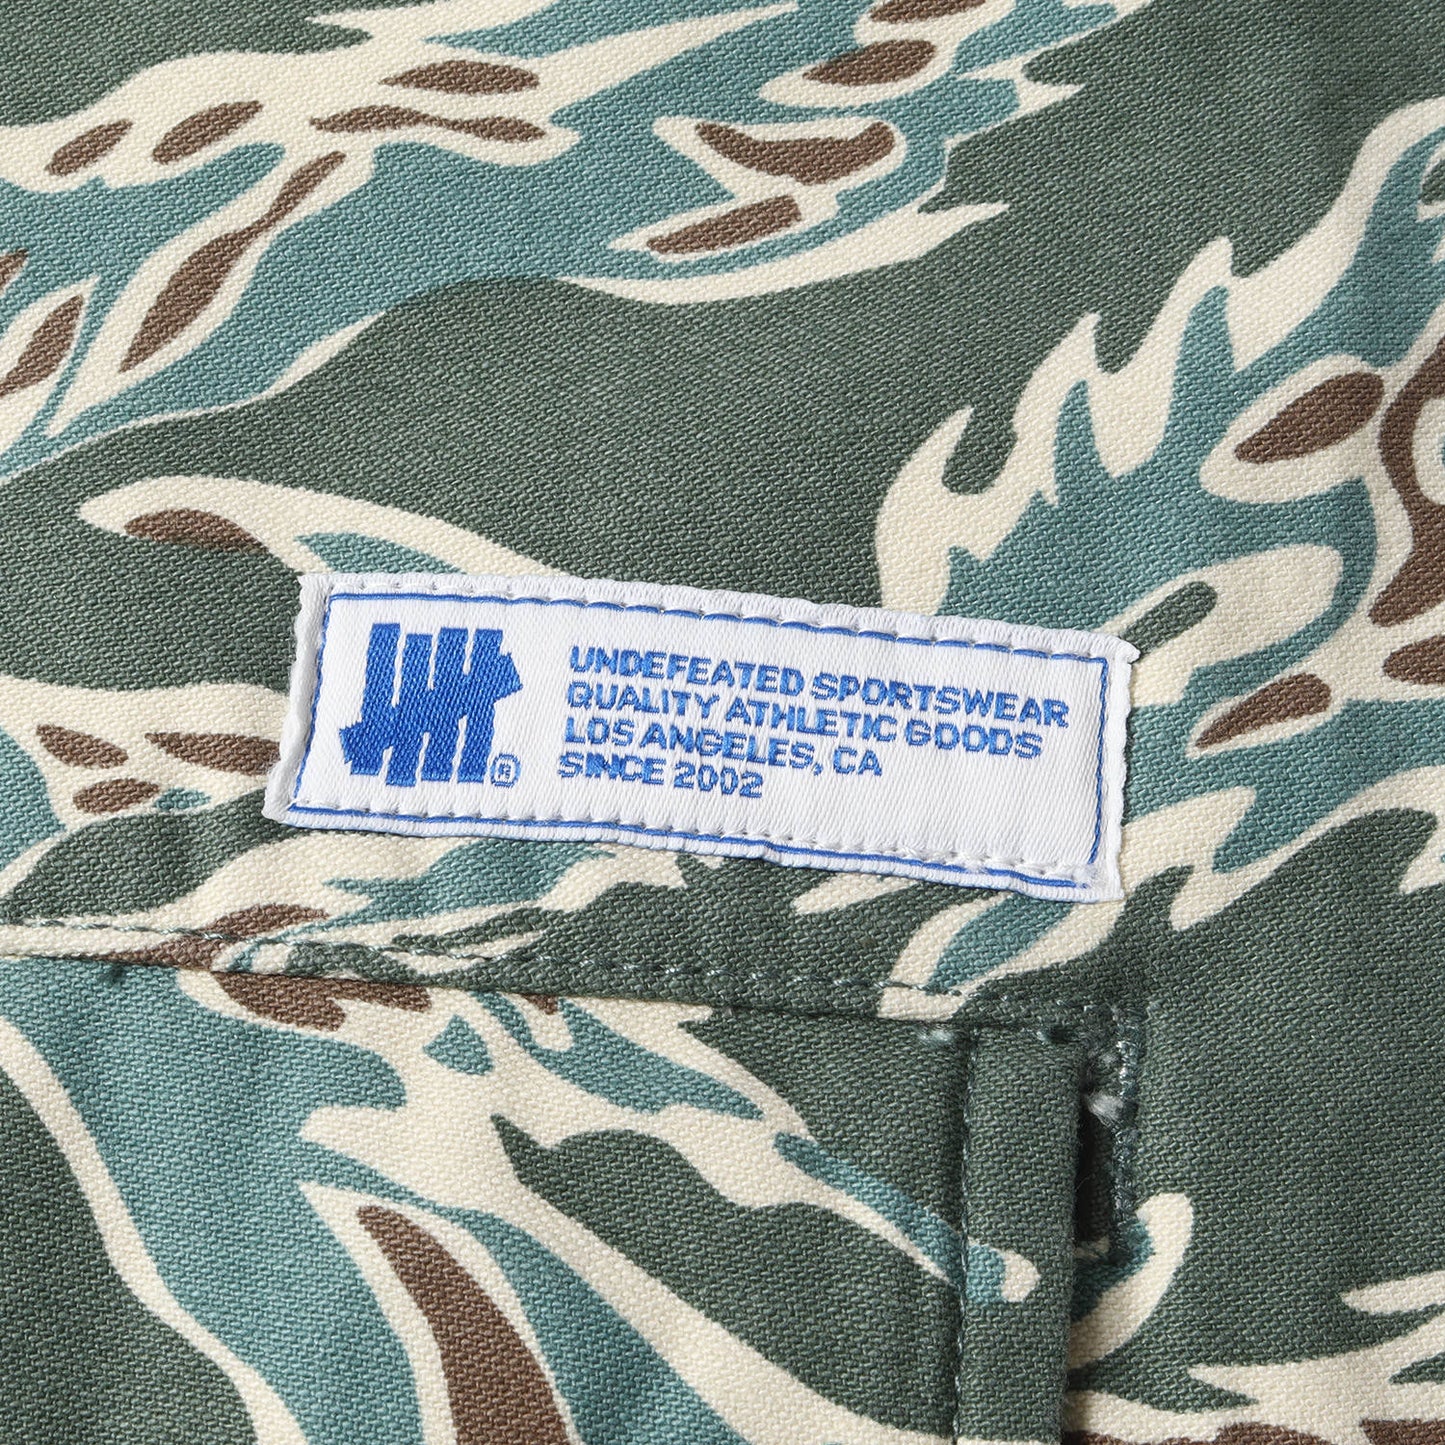 UNDEFEATED SPORTSWEAR
QUALITY ATHLETIC GOODS
LOS ANGELES, CA
SINCE 2002
®